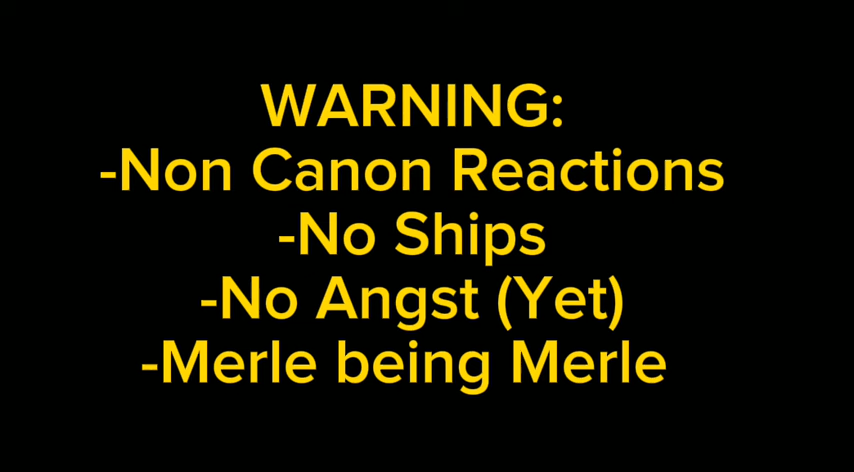 WARNING:
-Non Canon Reactions
-No Ships
-No Angst (Yet)
-Merle being Merle